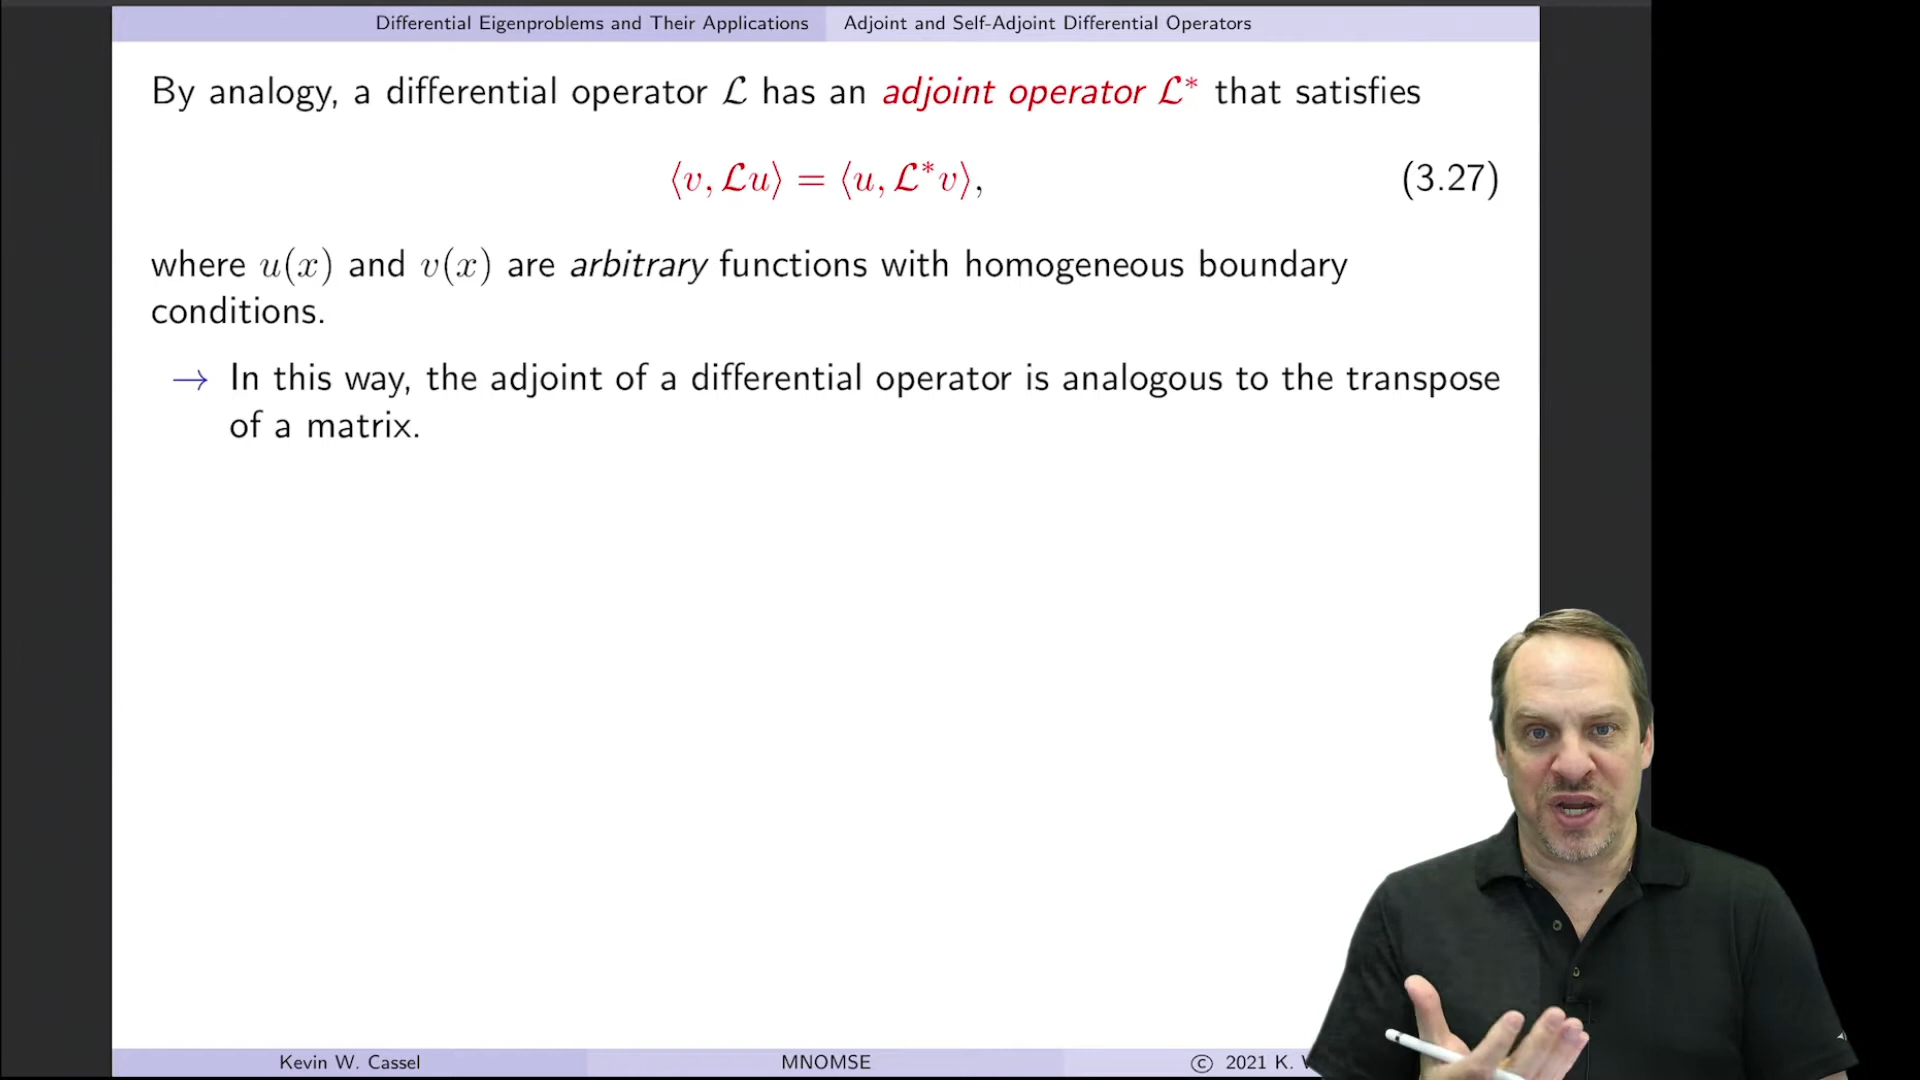 Differential Eigenproblems and Their Applications Adjoint and Self-Adjoint Differential Operators
By analogy, a differential operator ℒ has an adjoint operator ℒ* that satisfies
⟨v, ℒu⟩ = ⟨u, ℒ*v⟩, (3.27)
where u(x) and v(x) are arbitrary functions with homogeneous boundary
conditions.
→ In this way, the adjoint of a differential operator is analogous to the transpose
of a matrix.
Kevin W. Cassel MNOMSE © 2021 K.